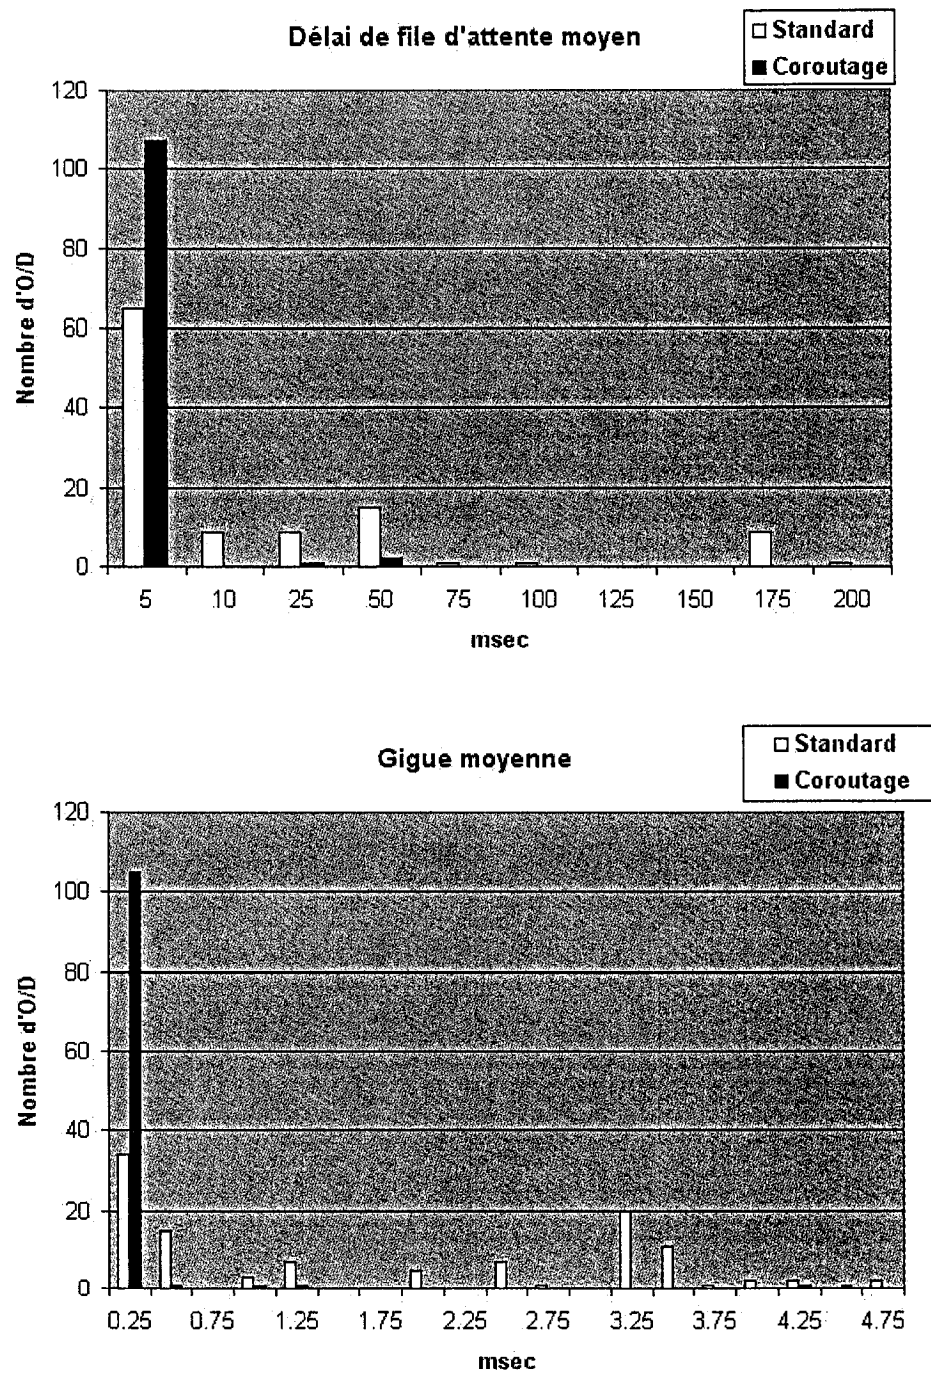 Délai de file d'attente moyen
Standard
Coroutage
120
100
80
60
40
20
0
Nombre d'O/D
5 10 25 50 75 100 125 150 175 200
msec
Gigue moyenne
Standard
Coroutage
120
100
80
60
40
20
0
Nombre d'O/D
0.25 0.75 1.25 1.75 2.25 2.75 3.25 3.75 4.25 4.75
msec